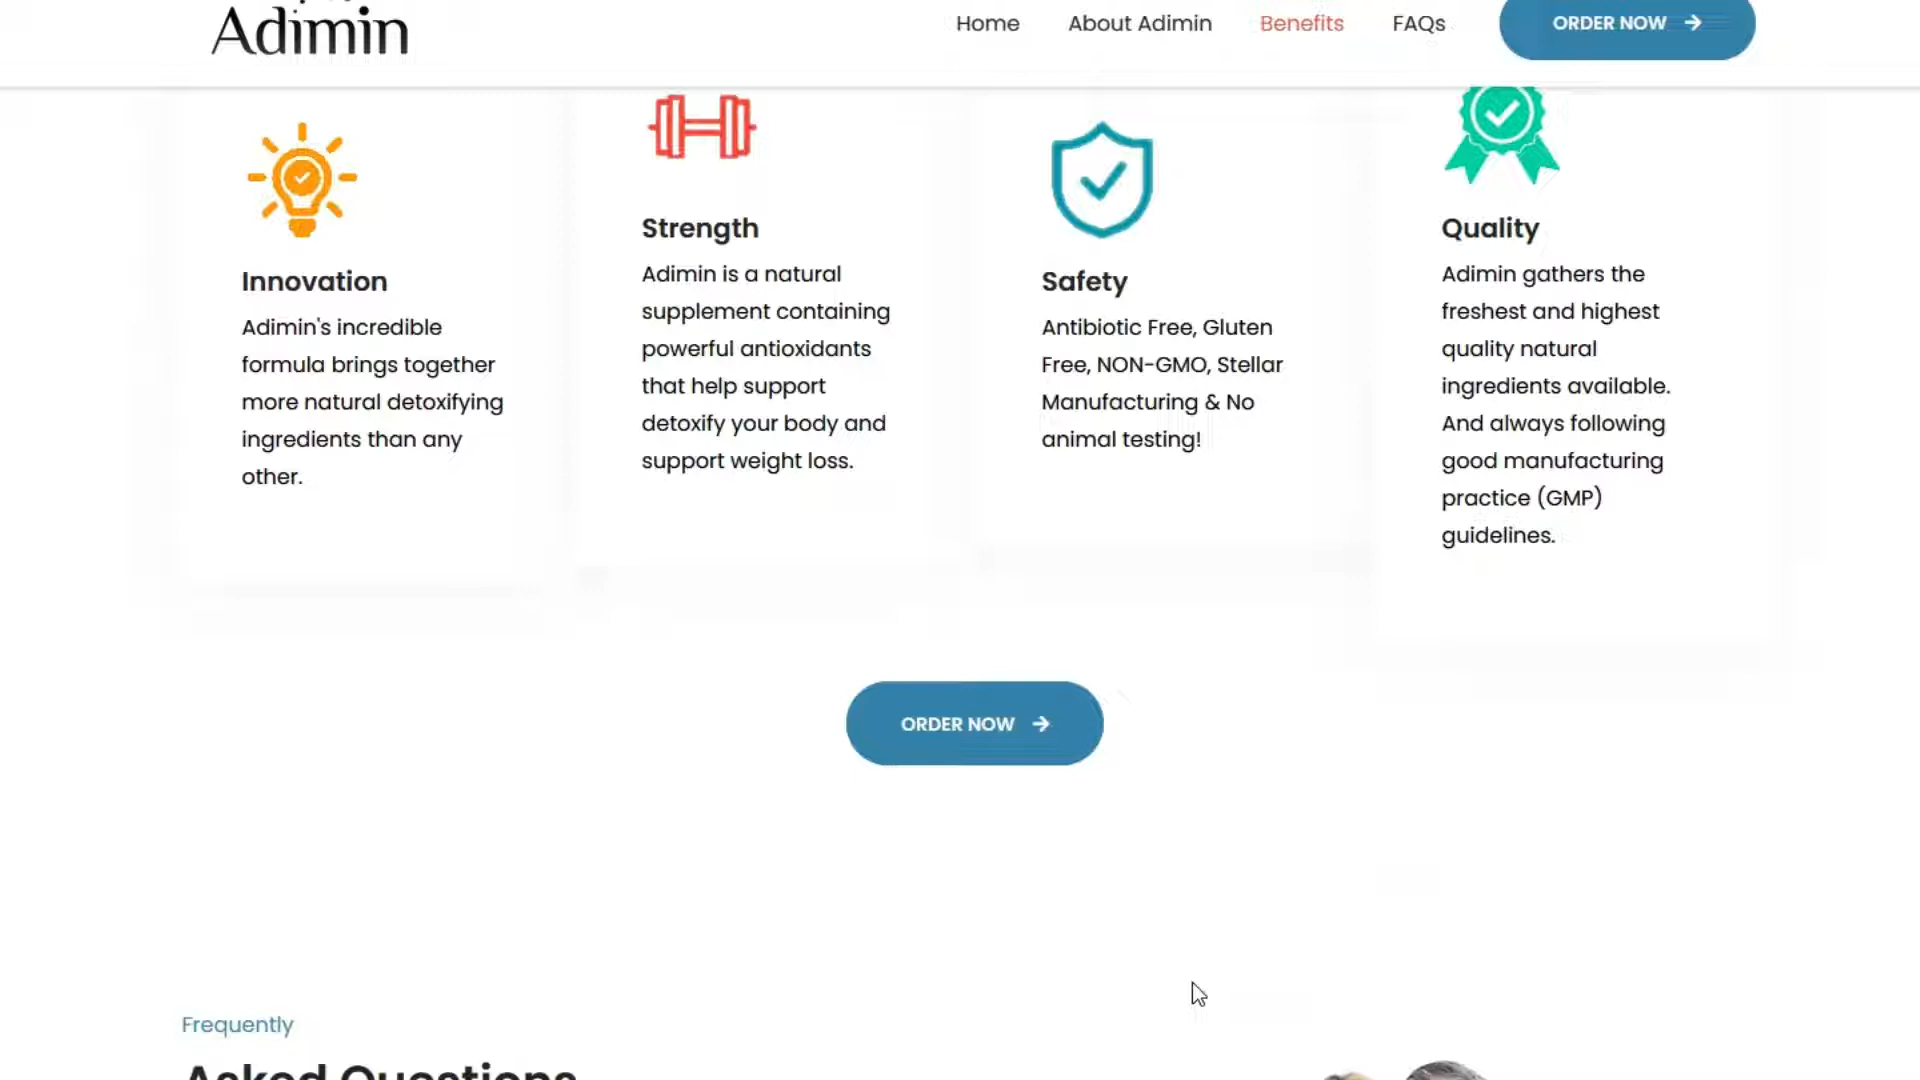 Adimin
Home
About Adimin
Benefits
FAQs
ORDER NOW
Innovation
Adimin's incredible
formula brings together
more natural detoxifying
ingredients than any
other.
Strength
Adimin is a natural
supplement containing
powerful antioxidants
that help support
detoxify your body and
support weight loss.
Safety
Antibiotic Free, Gluten
Free, NON-GMO, Stellar
Manufacturing & No
animal testing!
Quality
Adimin gathers the
freshest and highest
quality natural
ingredients available.
And always following
good manufacturing
practice (GMP)
guidelines.
ORDER NOW
Frequently
Asked Questions